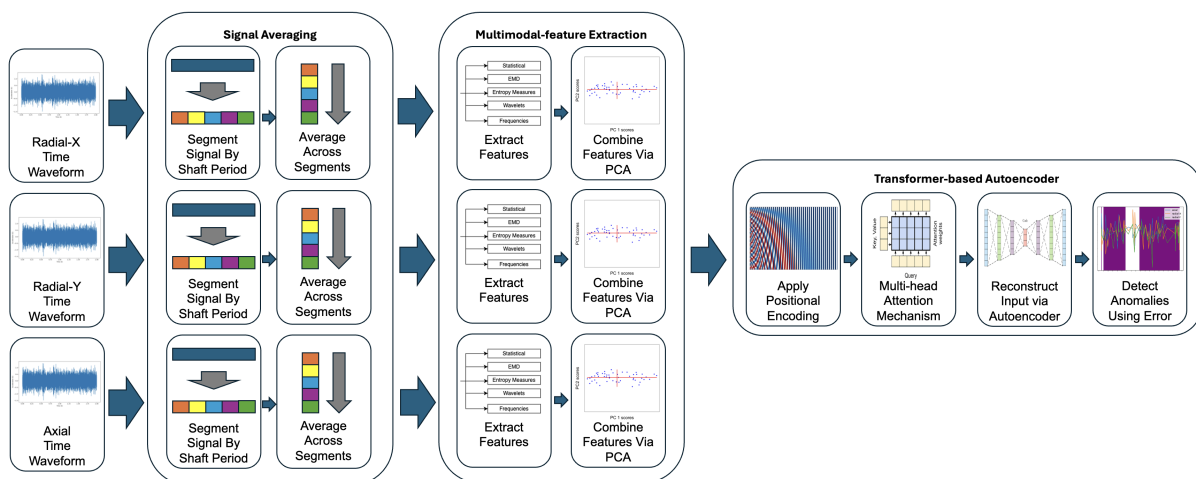 Signal Averaging
Multimodal-feature Extraction
Radial-X
Time
Waveform
Segment
Signal By
Shaft Period
Average
Across
Segments
Statistical
EMD
Entropy Measures
Wavelets
Frequencies
Extract
Features
PC2 scores
PC 1 scores
Combine
Features Via
PCA
Radial-Y
Time
Waveform
Segment
Signal By
Shaft Period
Average
Across
Segments
Statistical
EMD
Entropy Measures
Wavelets
Frequencies
Extract
Features
PC2 scores
PC 1 scores
Combine
Features Via
PCA
Axial
Time
Waveform
Segment
Signal By
Shaft Period
Average
Across
Segments
Statistical
EMD
Entropy Measures
Wavelets
Frequencies
Extract
Features
PC2 scores
PC 1 scores
Combine
Features Via
PCA
Transformer-based Autoencoder
Apply
Positional
Encoding
Key, Value
Attention
weights
Query
Multi-head
Attention
Mechanism
Reconstruct
Input via
Autoencoder
Detect
Anomalies
Using Error